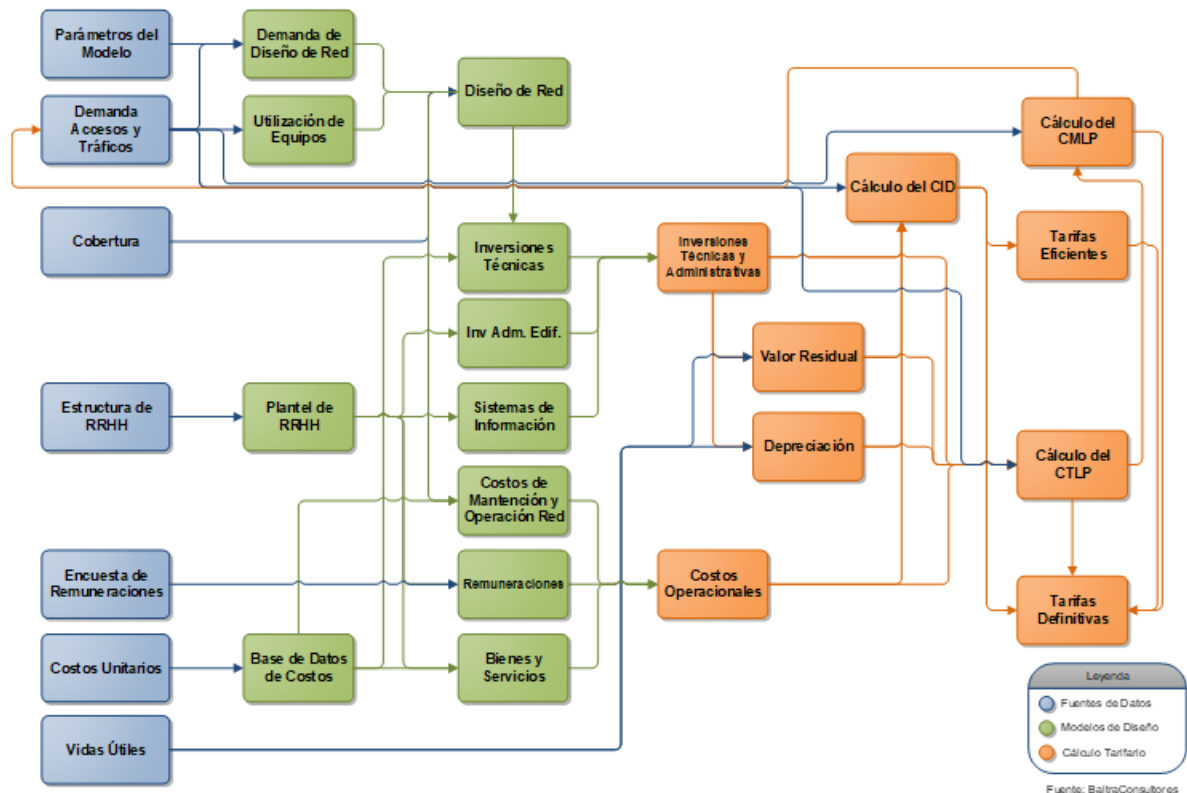 Parámetros del
Modelo
Demanda de
Diseño de Red
Diseño de Red
Demanda
Accesos y
Tráficos
Utilización de
Equipos
Cálculo del
CMLP
Cálculo del CID
Cobertura
Inversiones
Técnicas
Inversiones
Técnicas y
Administrativas
Tarifas
Eficientes
Inv Adm. Edif.
Valor Residual
Estructura de
RRHH
Plantel de
RRHH
Sistemas de
Información
Depreciación
Cálculo del
CTLP
Costos de
Mantención y
Operación Red
Encuesta de
Remuneraciones
Remuneraciones
Costos
Operacionales
Tarifas
Definitivas
Costos Unitarios
Base de Datos
de Costos
Bienes y
Servicios
Vidas Útiles
Leyenda
Fuentes de Datos
Modelos de Diseño
Cálculo Tarifario
Fuente: BaltraConsultores